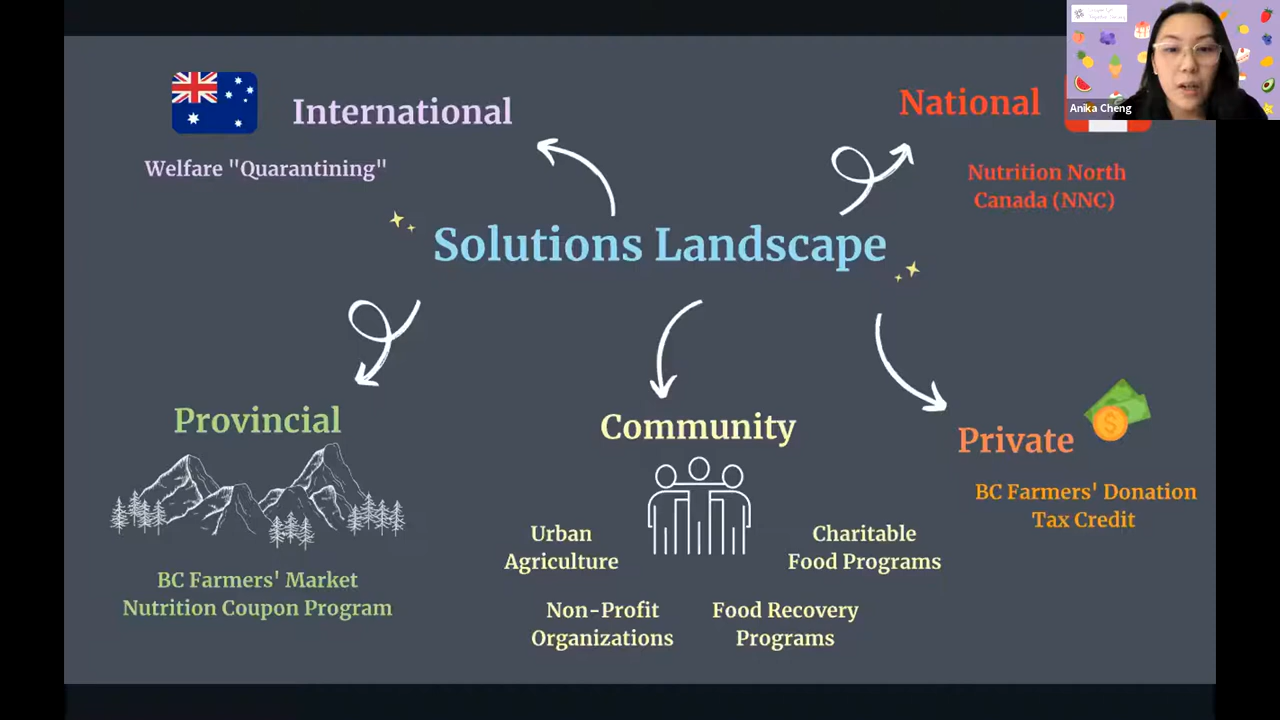 International
National
Anika Cheng
Welfare "Quarantining"
Nutrition North
Canada (NNC)
Solutions Landscape
Provincial
Community
Private
BC Farmers' Donation
Tax Credit
Urban
Agriculture
Charitable
Food Programs
BC Farmers' Market
Nutrition Coupon Program
Non-Profit
Organizations
Food Recovery
Programs